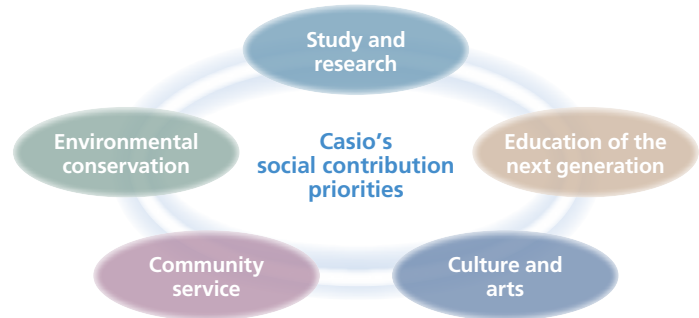 Study and
research
Environmental
conservation
Casio's
social contribution
priorities
Education of the
next generation
Community
service
Culture and
arts